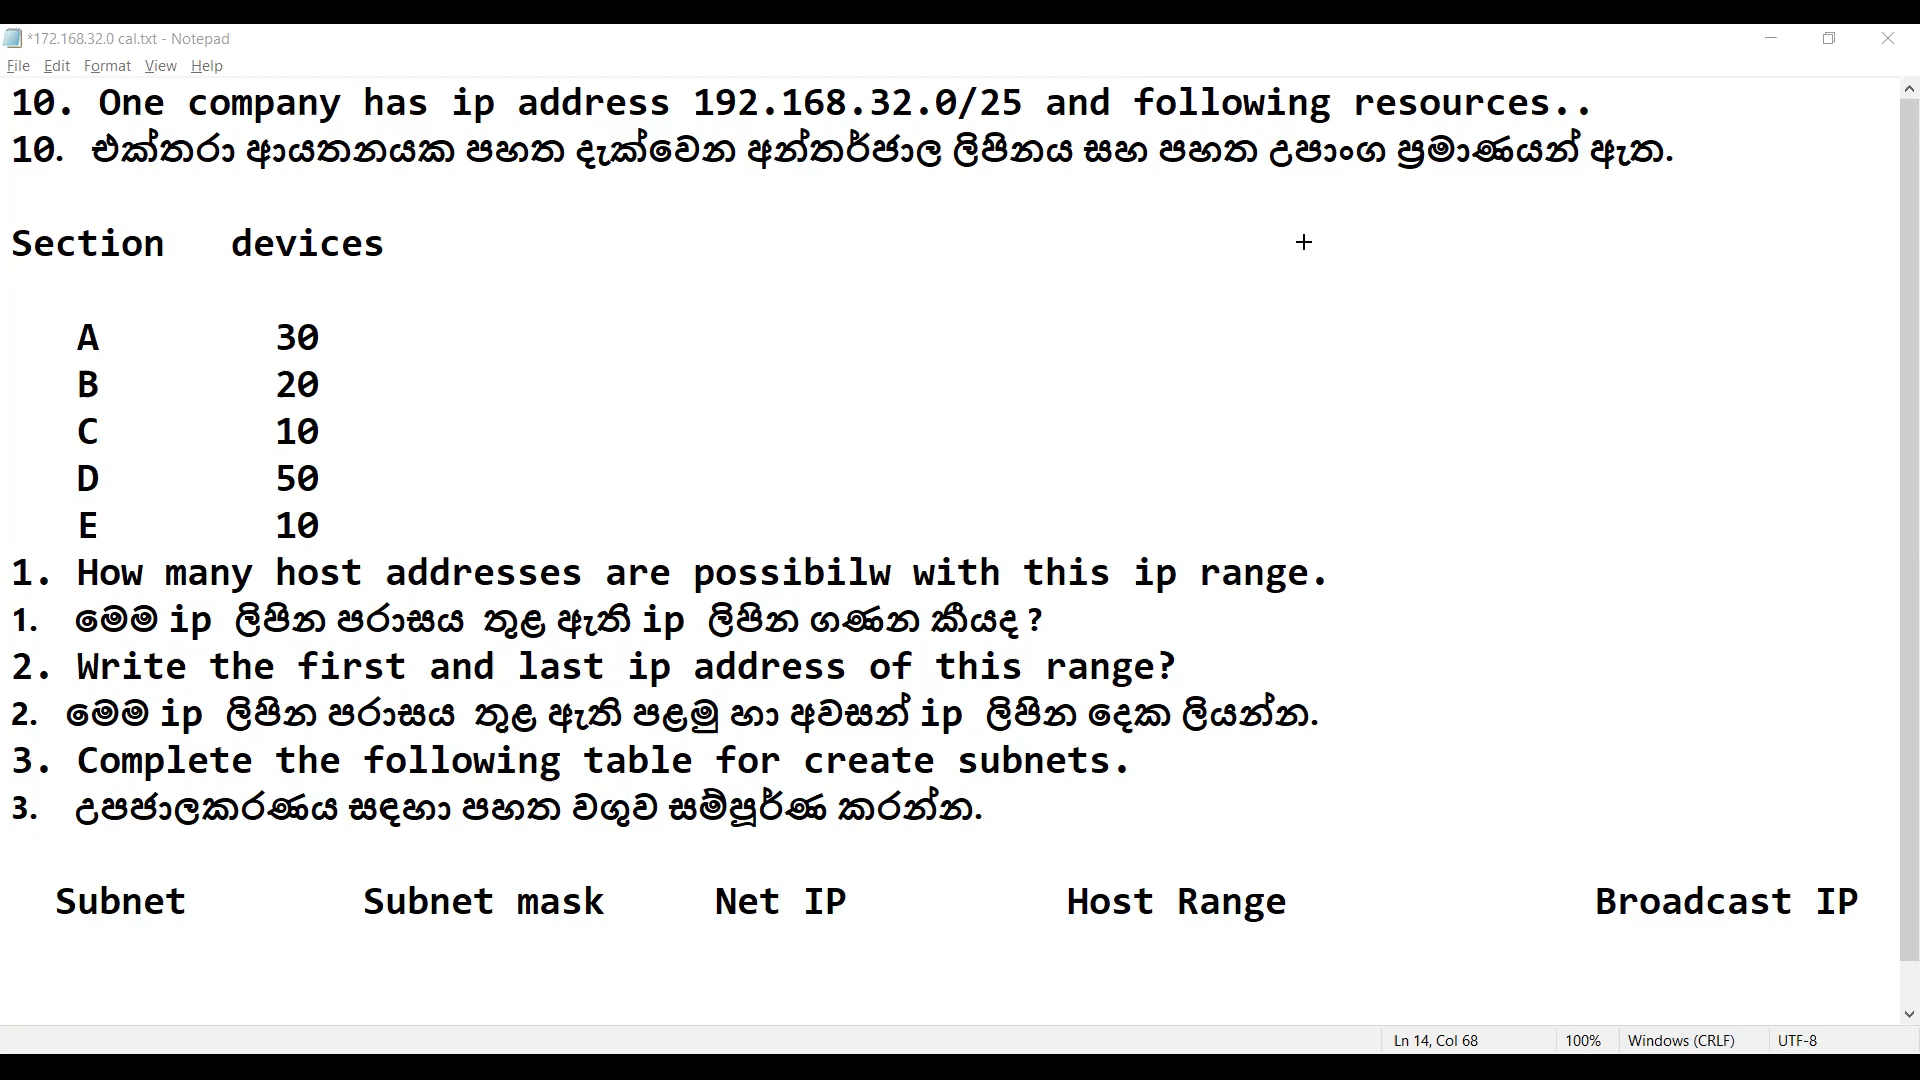 *172.168.32.0 cal.txt - Notepad
File Edit Format View Help
10. One company has ip address 192.168.32.0/25 and following resources..
10. එක්තරා ආයතනයක පහත දැක්වෙන අන්තර්ජාල ලිපිනය සහ පහත උපාංග ප්‍රමාණයන් ඇත.
Section devices
A 30
B 20
C 10
D 50
E 10
1. How many host addresses are possibilw with this ip range.
1. මෙම ip ලිපින පරාසය තුළ ඇති ip ලිපින ගණන කීයද ?
2. Write the first and last ip address of this range?
2. මෙම ip ලිපින පරාසය තුළ ඇති පළමු හා අවසන් ip ලිපින දෙක ලියන්න.
3. Complete the following table for create subnets.
3. උපජාලකරණය සඳහා පහත වගුව සම්පූර්ණ කරන්න.
Subnet Subnet mask Net IP Host Range Broadcast IP
Ln 14, Col 68 100% Windows (CRLF) UTF-8